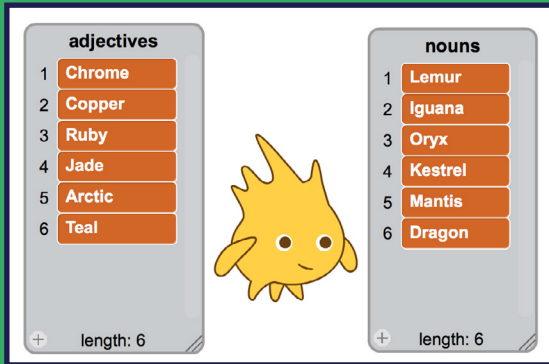 adjectives
1 Chrome
2 Copper
3 Ruby
4 Jade
5 Arctic
6 Teal
+ length: 6
nouns
1 Lemur
2 Iguana
3 Oryx
4 Kestrel
5 Mantis
6 Dragon
+ length: 6